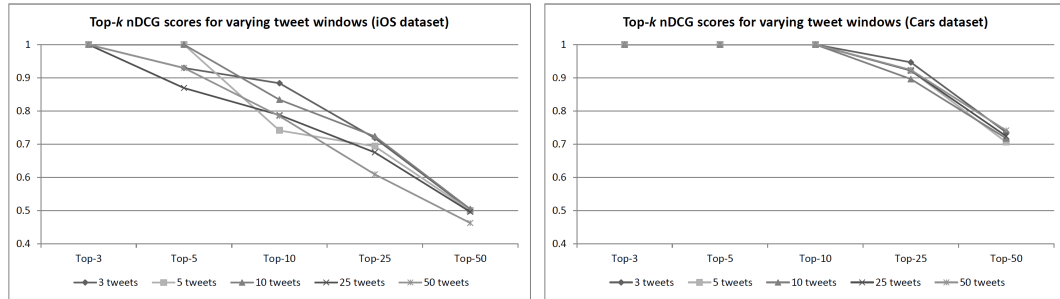 Top-k nDCG scores for varying tweet windows (iOS dataset)
1
0.9
0.8
0.7
0.6
0.5
0.4
Top-3 Top-5 Top-10 Top-25 Top-50
3 tweets 5 tweets 10 tweets 25 tweets 50 tweets
Top-k nDCG scores for varying tweet windows (Cars dataset)
1
0.9
0.8
0.7
0.6
0.5
0.4
Top-3 Top-5 Top-10 Top-25 Top-50
3 tweets 5 tweets 10 tweets 25 tweets 50 tweets